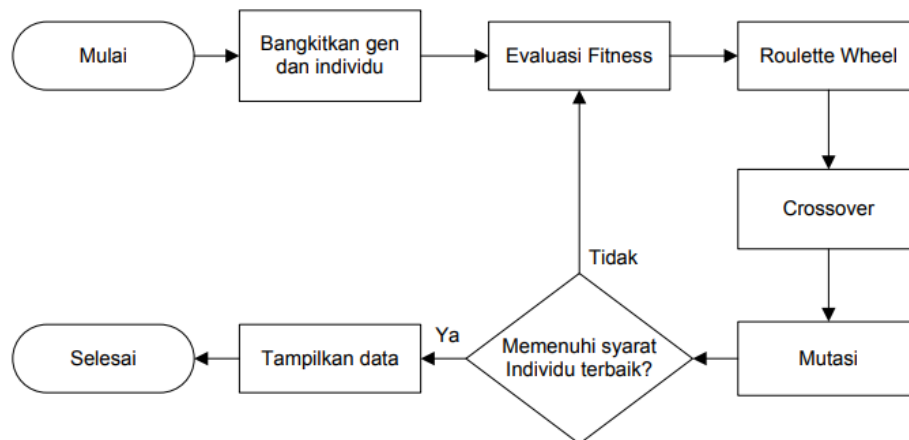 Mulai
Bangkitkan gen
dan individu
Evaluasi Fitness
Roulette Wheel
Crossover
Mutasi
Memenuhi syarat
Individu terbaik?
Tidak
Ya
Tampilkan data
Selesai